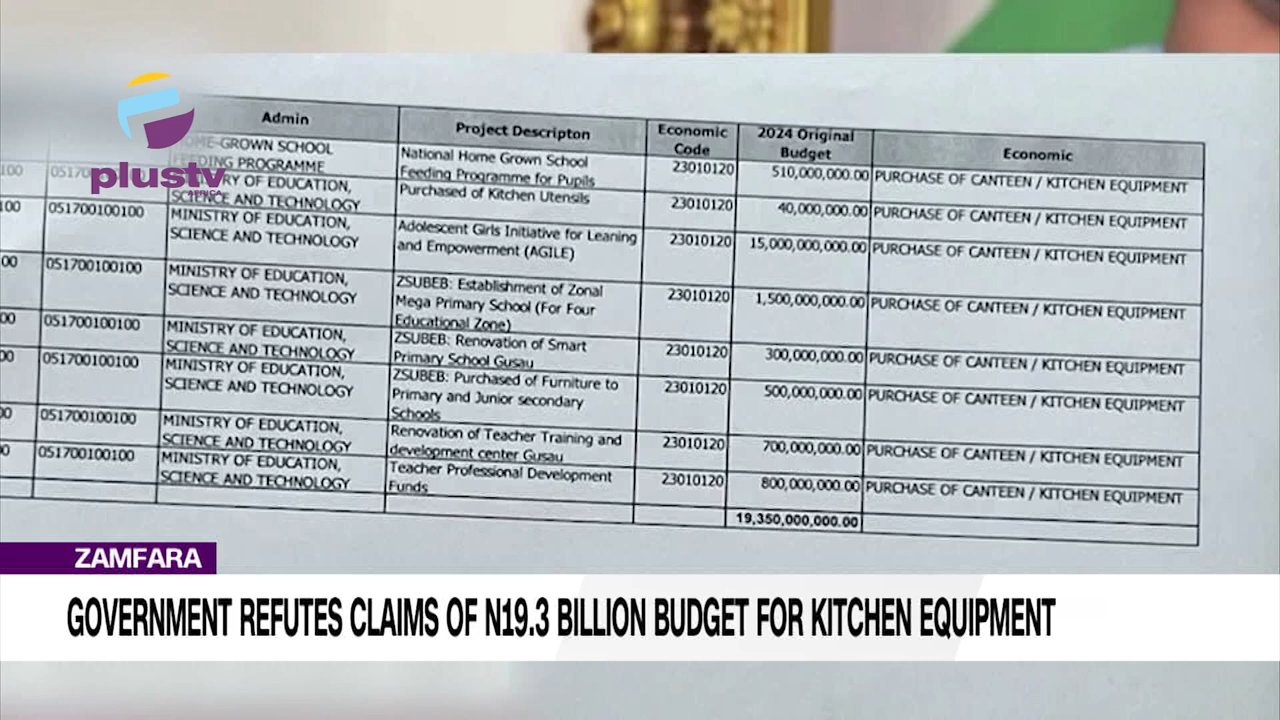 plustv
AFRICA
Admin
Project Descripton
Economic
Code
2024 Original
Budget
Economic
100
05170
OME-GROWN SCHOOL
FEEDING PROGRAMME
National Home Grown School
Feeding Programme for Pupils
23010120
510,000,000.00
PURCHASE OF CANTEEN / KITCHEN EQUIPMENT
100
051700100100
RY OF EDUCATION,
SCIENCE AND TECHNOLOGY
Purchased of Kitchen Utensils
23010120
40,000,000.00
PURCHASE OF CANTEEN / KITCHEN EQUIPMENT
MINISTRY OF EDUCATION,
SCIENCE AND TECHNOLOGY
Adolescent Girls Initiative for Leaning
and Empowerment (AGILE)
23010120
15,000,000,000.00
PURCHASE OF CANTEEN / KITCHEN EQUIPMENT
00
051700100100
MINISTRY OF EDUCATION,
SCIENCE AND TECHNOLOGY
ZSUBEB: Establishment of Zonal
Mega Primary School (For Four
Educational Zone)
23010120
1,500,000,000.00
PURCHASE OF CANTEEN / KITCHEN EQUIPMENT
00
051700100100
MINISTRY OF EDUCATION,
SCIENCE AND TECHNOLOGY
ZSUBEB: Renovation of Smart
Primary School Gusau
23010120
300,000,000.00
PURCHASE OF CANTEEN / KITCHEN EQUIPMENT
00
051700100100
MINISTRY OF EDUCATION,
SCIENCE AND TECHNOLOGY
ZSUBEB: Purchased of Furniture to
Primary and Junior secondary
Schools
23010120
500,000,000.00
PURCHASE OF CANTEEN / KITCHEN EQUIPMENT
00
051700100100
MINISTRY OF EDUCATION,
SCIENCE AND TECHNOLOGY
Renovation of Teacher Training and
development center Gusau
23010120
700,000,000.00
PURCHASE OF CANTEEN / KITCHEN EQUIPMENT
0
051700100100
MINISTRY OF EDUCATION,
SCIENCE AND TECHNOLOGY
Teacher Professional Development
Funds
23010120
800,000,000.00
PURCHASE OF CANTEEN / KITCHEN EQUIPMENT
19,350,000,000.00
ZAMFARA
GOVERNMENT REFUTES CLAIMS OF N19.3 BILLION BUDGET FOR KITCHEN EQUIPMENT